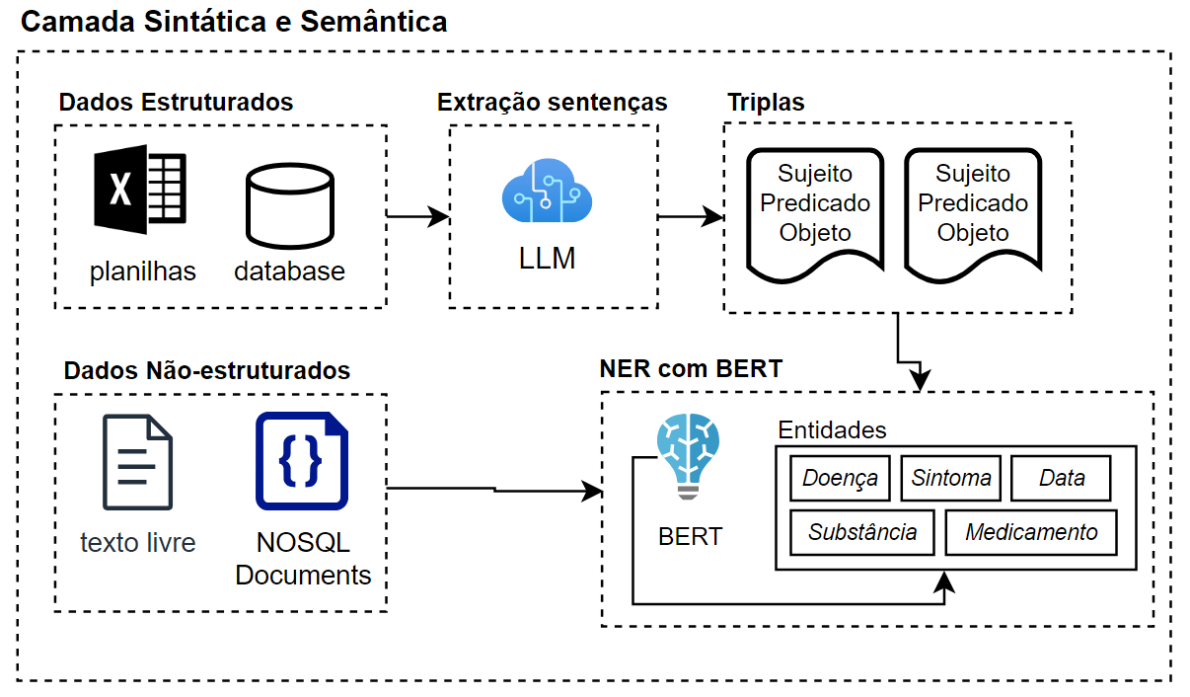 Camada Sintática e Semântica
Dados Estruturados
X
planilhas
database
Extração sentenças
LLM
Triplas
Sujeito
Predicado
Objeto
Sujeito
Predicado
Objeto
Dados Não-estruturados
texto livre
{}
NOSQL
Documents
NER com BERT
BERT
Entidades
Doença
Sintoma
Data
Substância
Medicamento